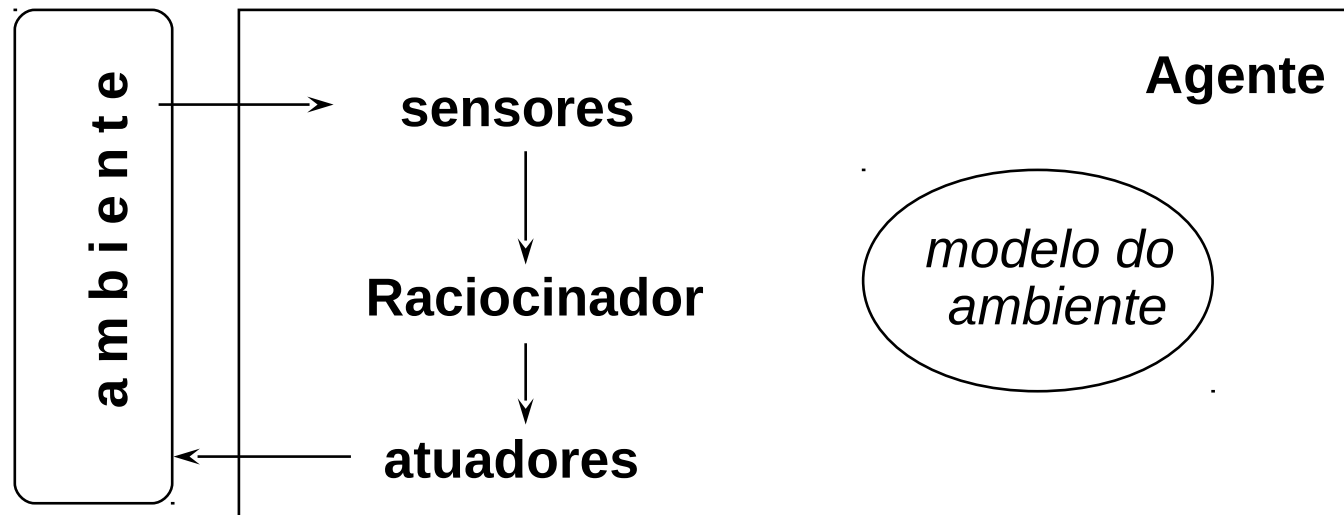 ambiente
sensores
Agente
Raciocinador
modelo do
ambiente
atuadores